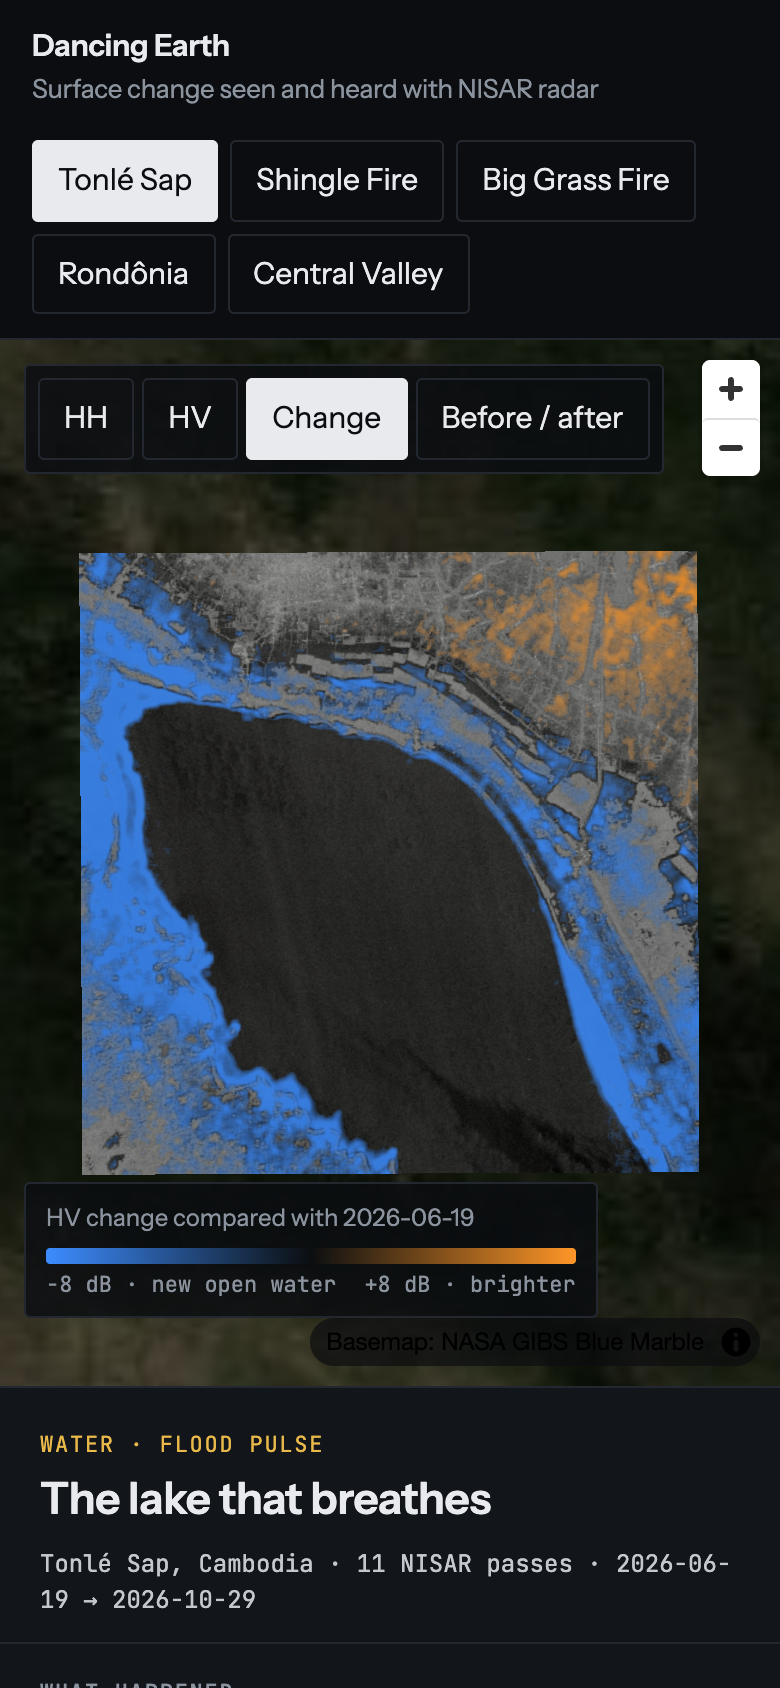 Dancing Earth
Surface change seen and heard with NISAR radar
Tonlé Sap
Shingle Fire
Big Grass Fire
Rondônia
Central Valley
HH
HV
Change
Before / after
+
−
HV change compared with 2026-06-19
-8 dB · new open water
+8 dB · brighter
Basemap: NASA GIBS Blue Marble
WATER · FLOOD PULSE
The lake that breathes
Tonlé Sap, Cambodia · 11 NISAR passes · 2026-06-
19 → 2026-10-29
WHAT HAPPENED